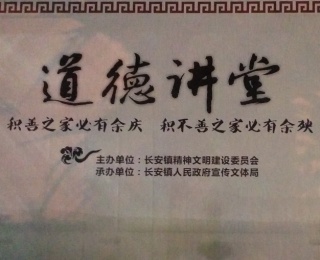 道德讲堂
积善之家必有余庆 积不善之家必有余殃
主办单位：长安镇精神文明建设委员会
承办单位：长安镇人民政府宣传文体局